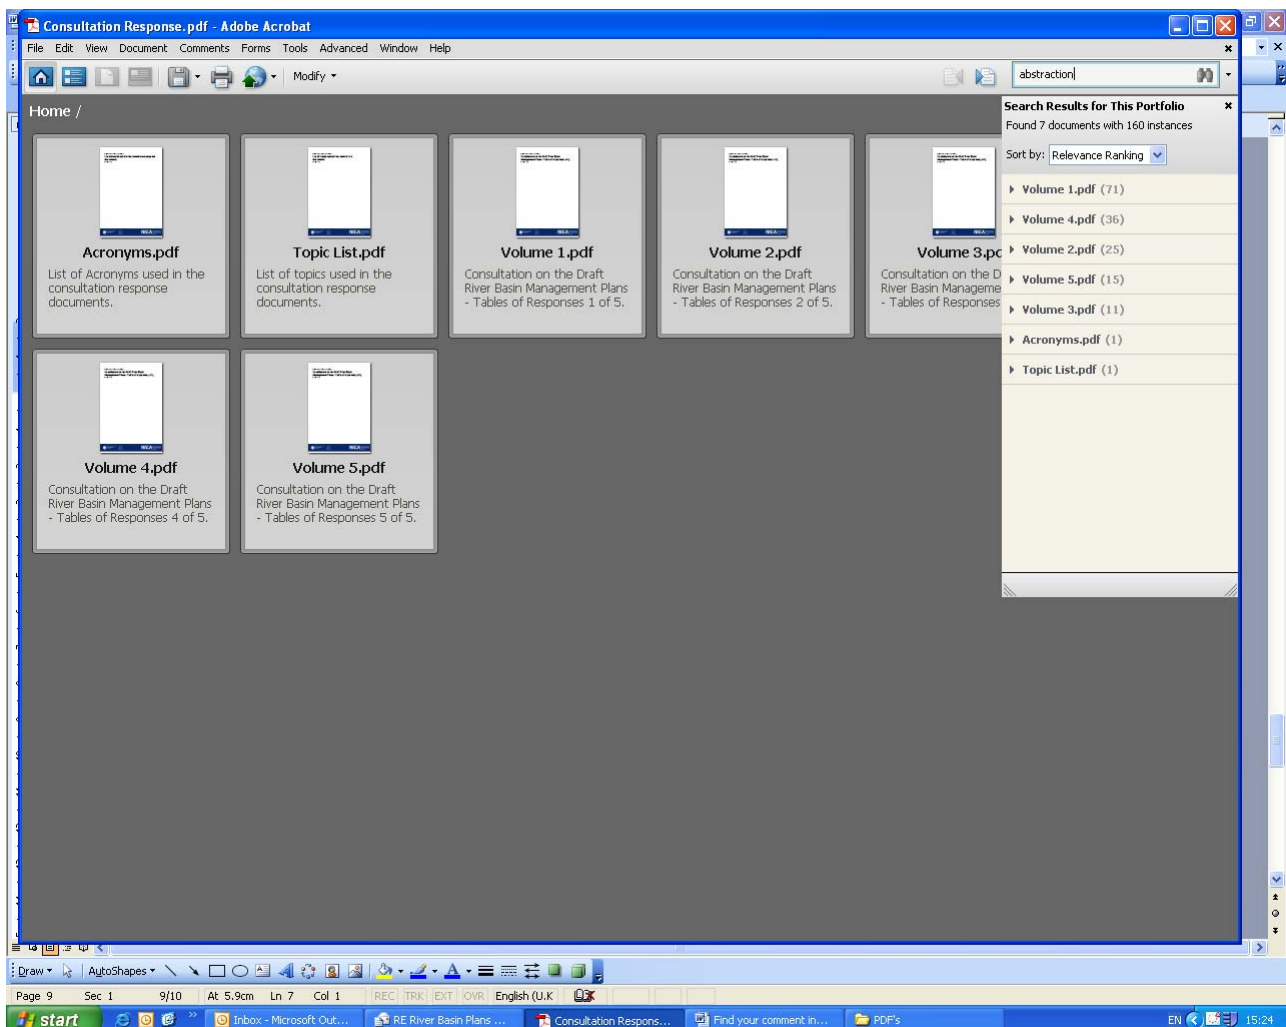 Consultation Response.pdf - Adobe Acrobat
File Edit View Document Comments Forms Tools Advanced Window Help
Modify
abstraction
Home /
Search Results for This Portfolio
Found 7 documents with 160 instances
Sort by: Relevance Ranking
Volume 1.pdf (71)
Volume 4.pdf (36)
Volume 2.pdf (25)
Volume 5.pdf (15)
Volume 3.pdf (11)
Acronyms.pdf (1)
Topic List.pdf (1)
Acronyms.pdf
List of Acronyms used in the
consultation response
documents.
Topic List.pdf
List of topics used in the
consultation response
documents.
Volume 1.pdf
Consultation on the Draft
River Basin Management Plans
- Tables of Responses 1 of 5.
Volume 2.pdf
Consultation on the Draft
River Basin Management Plans
- Tables of Responses 2 of 5.
Volume 3.pd
Consultation on the D
River Basin Manageme
- Tables of Responses
Volume 4.pdf
Consultation on the Draft
River Basin Management Plans
- Tables of Responses 4 of 5.
Volume 5.pdf
Consultation on the Draft
River Basin Management Plans
- Tables of Responses 5 of 5.
Draw AutoShapes
Page 9 Sec 1 9/10 At 5.9cm Ln 7 Col 1 REC TRK EXT OVR English (U.K
start Inbox - Microsoft Out... RE River Basin Plans ... Consultation Respons... Find your comment in... PDF's EN 15:24